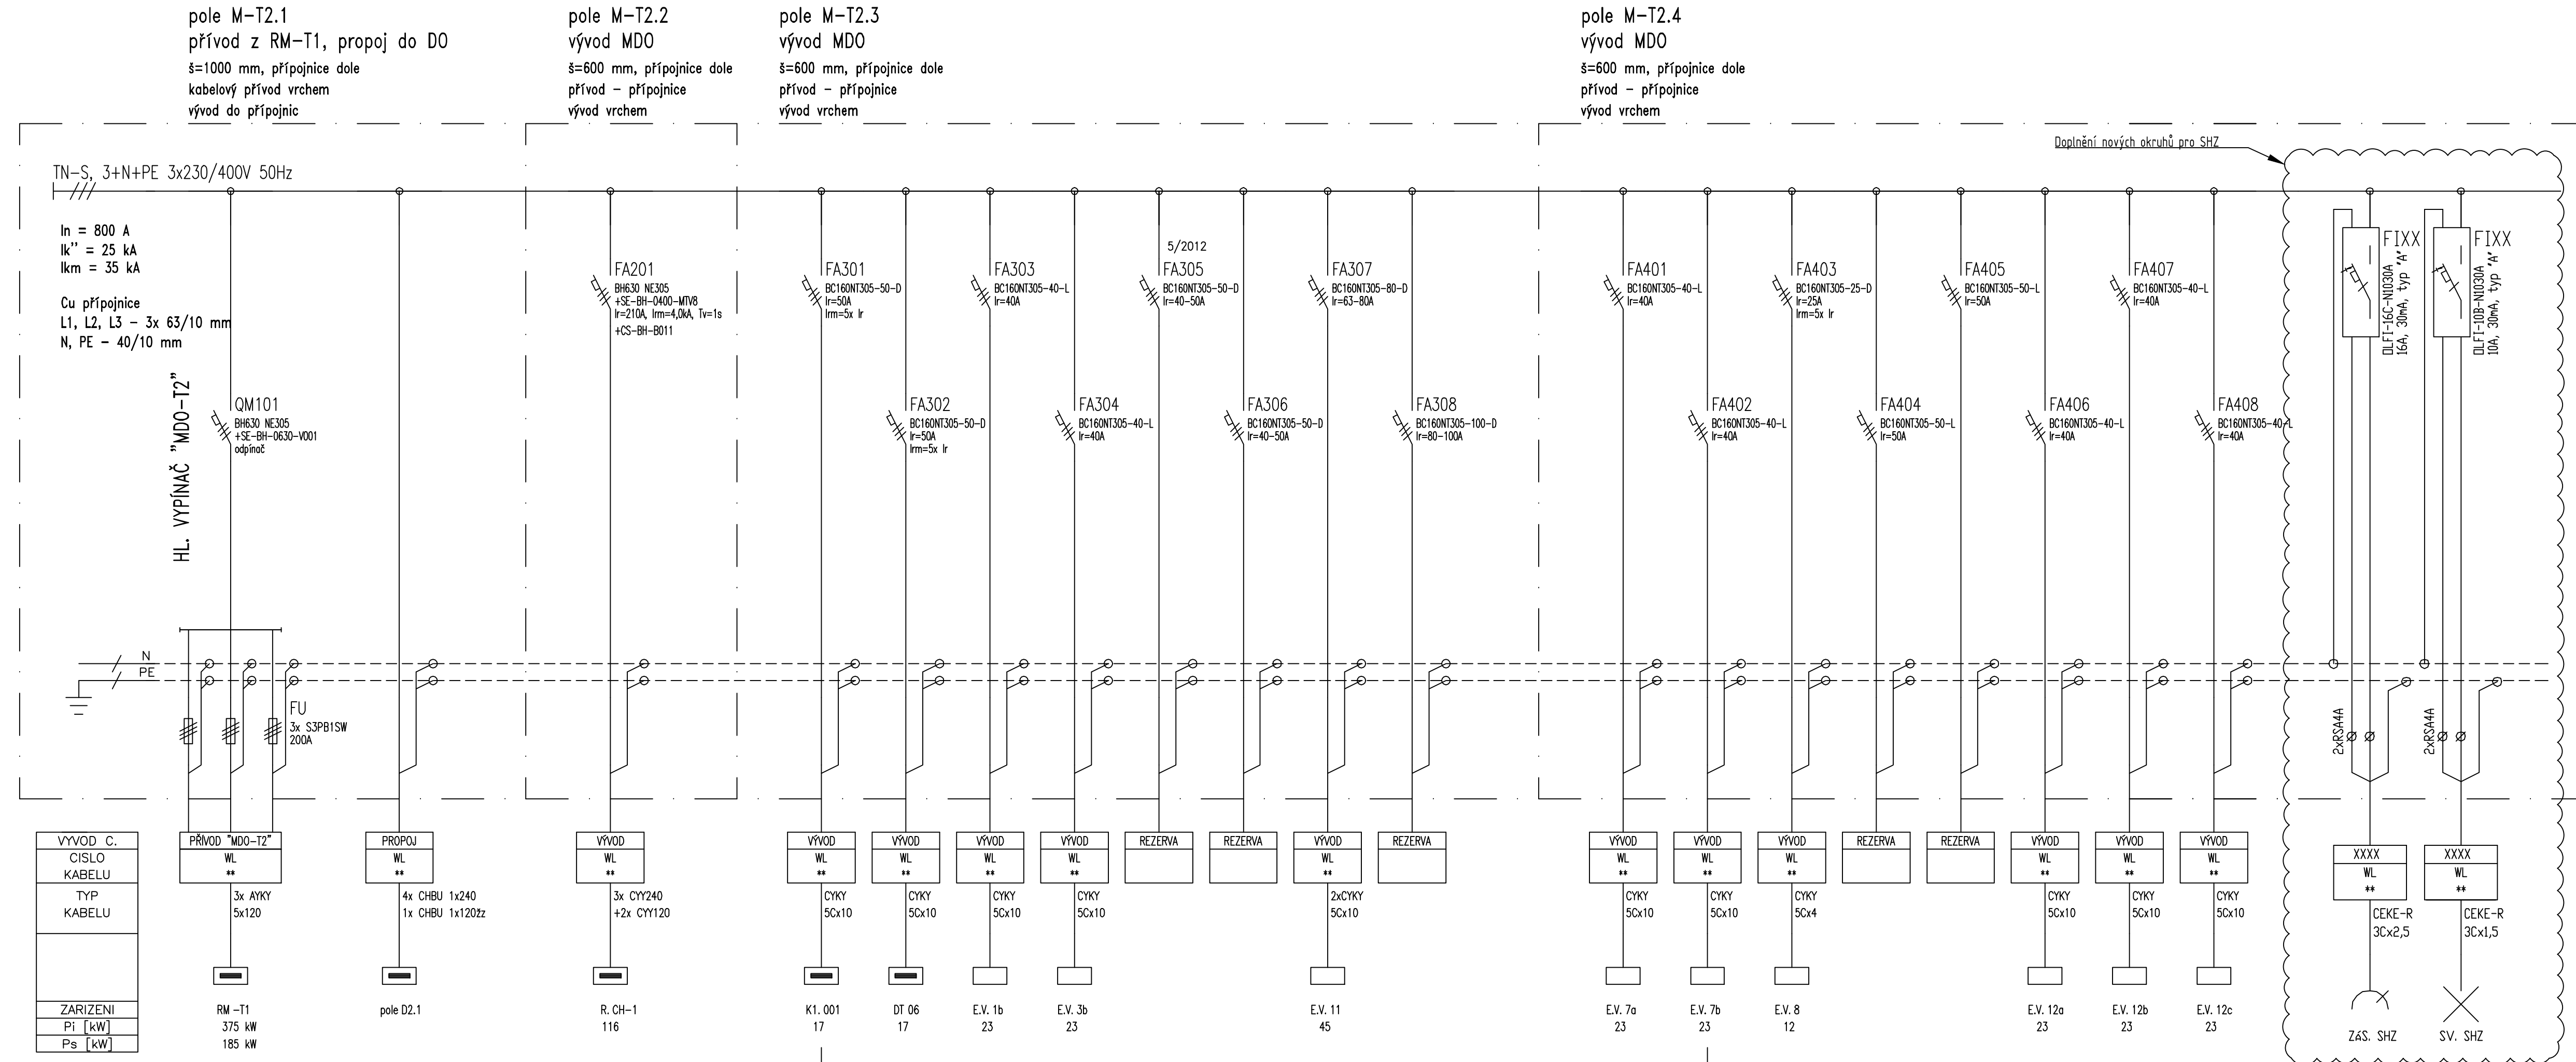 pole M-T2.1
přívod z RM-T1, propoj do DO
š=1000 mm, přípojnice dole
kabelový přívod vrchem
vývod do přípojnic
pole M-T2.2
vývod MDO
š=600 mm, přípojnice dole
přívod - přípojnice
vývod vrchem
pole M-T2.3
vývod MDO
š=600 mm, přípojnice dole
přívod - přípojnice
vývod vrchem
pole M-T2.4
vývod MDO
š=600 mm, přípojnice dole
přívod - přípojnice
vývod vrchem
Doplnění nových okruhů pro SHZ
TN-S, 3+N+PE 3x230/400V 50Hz
In = 800 A
Ik'' = 25 kA
Ikm = 35 kA
Cu přípojnice
L1, L2, L3 - 3x 63/10 mm
N, PE - 40/10 mm
HL. VYPÍNAČ "MDO-T2"
QM101
BH630 NE305
+SE-BH-0630-V001
odpínač
FA201
BH630 NE305
+SE-BH-0400-MTV8
Ir=210A, Irm=4,0kA, Tv=1s
+CS-BH-B011
FA301
BC160NT305-50-D
Ir=50A
Irm=5x Ir
FA302
BC160NT305-50-D
Ir=50A
Irm=5x Ir
FA303
BC160NT305-40-L
Ir=40A
FA304
BC160NT305-40-L
Ir=40A
5/2012
FA305
BC160NT305-50-D
Ir=40-50A
FA306
BC160NT305-50-D
Ir=40-50A
FA307
BC160NT305-80-D
Ir=63-80A
FA308
BC160NT305-100-D
Ir=80-100A
FA401
BC160NT305-40-L
Ir=40A
FA402
BC160NT305-40-L
Ir=40A
FA403
BC160NT305-25-D
Ir=25A
Irm=5x Ir
FA404
BC160NT305-50-L
Ir=50A
FA405
BC160NT305-50-L
Ir=50A
FA406
BC160NT305-40-L
Ir=40A
FA407
BC160NT305-40-L
Ir=40A
FA408
BC160NT305-40-L
Ir=40A
FIXX
OLFI-16C-N1030A
16A, 30mA, typ "A"
FIXX
OLFI-10B-N1030A
10A, 30mA, typ "A"
N
PE
FU
3x S3PB1SW
200A
2xRSA4A
2xRSA4A
VYVOD C.
CISLO
KABELU
TYP
KABELU
ZARIZENI
Pi [kW]
Ps [kW]
PŘÍVOD "MDO-T2"
WL
**
3x AYKY
5x120
RM -T1
375 kW
185 kW
PROPOJ
WL
**
4x CHBU 1x240
1x CHBU 1x120žz
pole D2.1
VÝVOD
WL
**
3x CYY240
+2x CYY120
R. CH-1
116
VÝVOD
WL
**
CYKY
5Cx10
K1. 001
17
VÝVOD
WL
**
CYKY
5Cx10
DT 06
17
VÝVOD
WL
**
CYKY
5Cx10
E.V. 1b
23
VÝVOD
WL
**
CYKY
5Cx10
E.V. 3b
23
REZERVA
REZERVA
VÝVOD
WL
**
2xCYKY
5Cx10
E.V. 11
45
REZERVA
VÝVOD
WL
**
CYKY
5Cx10
E.V. 7a
23
VÝVOD
WL
**
CYKY
5Cx10
E.V. 7b
23
VÝVOD
WL
**
CYKY
5Cx4
E.V. 8
12
REZERVA
REZERVA
VÝVOD
WL
**
CYKY
5Cx10
E.V. 12a
23
VÝVOD
WL
**
CYKY
5Cx10
E.V. 12b
23
VÝVOD
WL
**
CYKY
5Cx10
E.V. 12c
23
XXXX
WL
**
CEKE-R
3Cx2,5
ZÁS. SHZ
XXXX
WL
**
CEKE-R
3Cx1,5
SV. SHZ